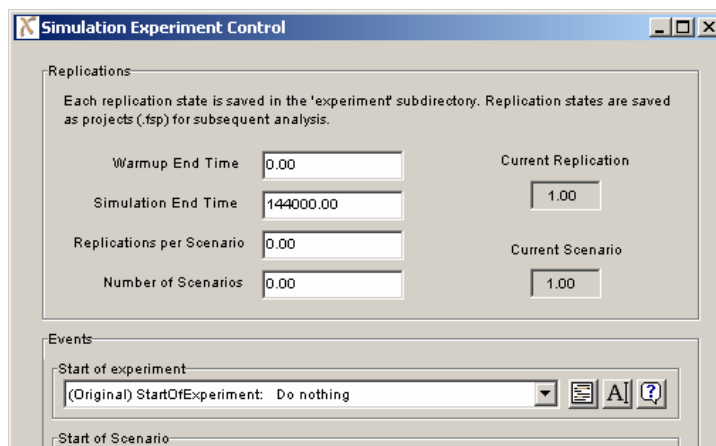 Simulation Experiment Control
Replications
Each replication state is saved in the 'experiment' subdirectory. Replication states are saved
as projects (.fsp) for subsequent analysis.
Warmup End Time 0.00
Current Replication
1.00
Simulation End Time 144000.00
Replications per Scenario 0.00
Current Scenario
Number of Scenarios 0.00
1.00
Events
Start of experiment
(Original) StartOfExperiment: Do nothing
Start of Scenario